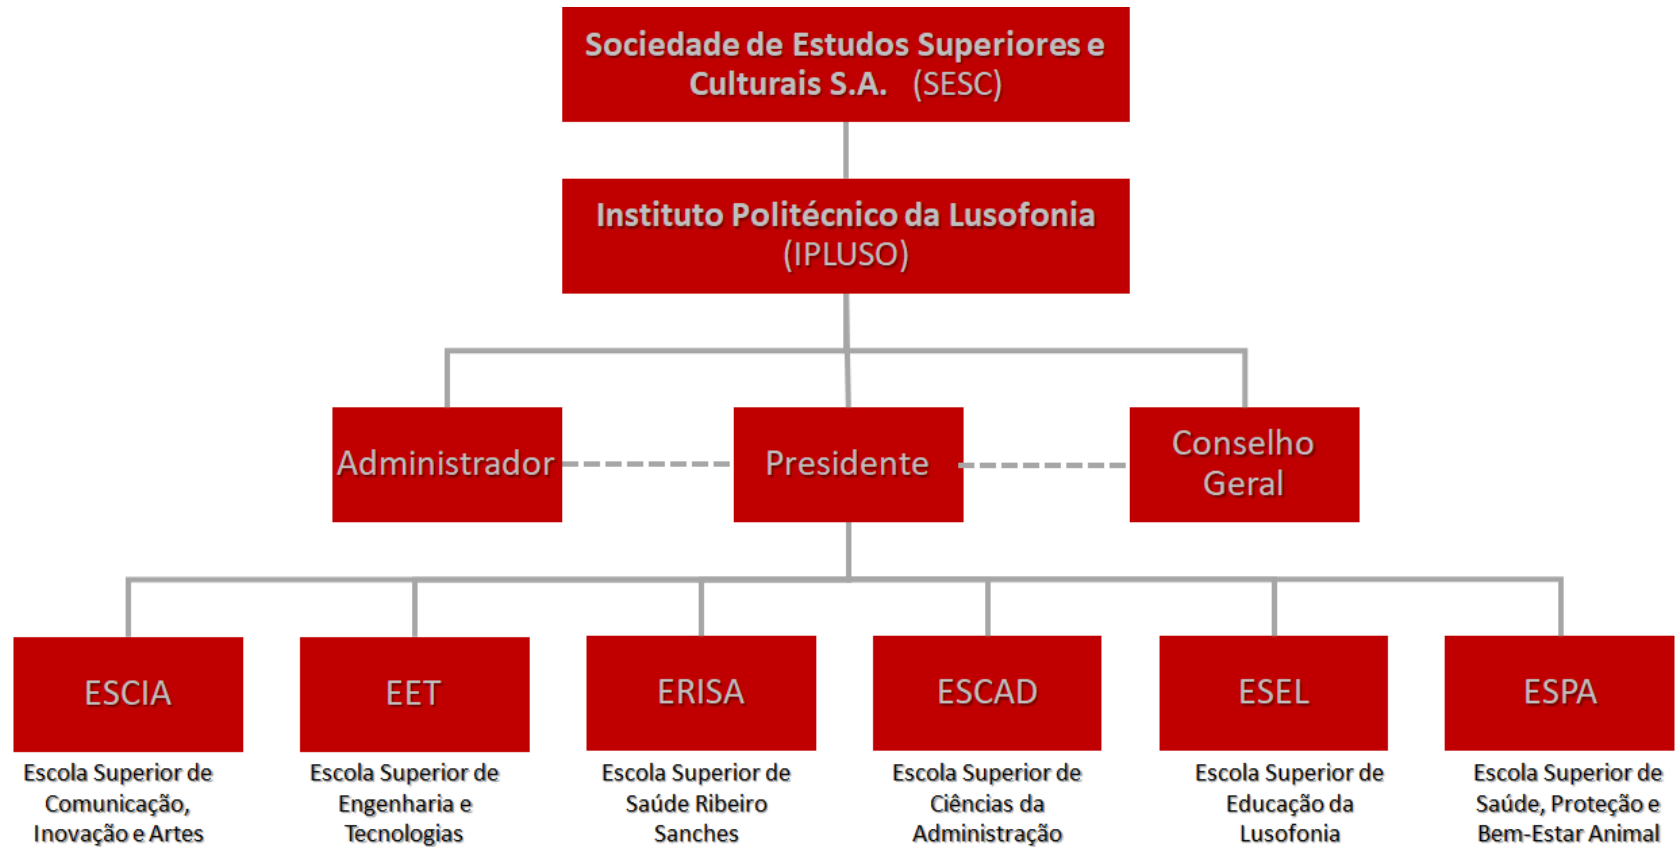 Sociedade de Estudos Superiores e
Culturais S.A. (SESC)
Instituto Politécnico da Lusofonia
(IPLUSO)
Administrador
Presidente
Conselho
Geral
ESCIA
EET
ERISA
ESCAD
ESEL
ESPA
Escola Superior de
Comunicação,
Inovação e Artes
Escola Superior de
Engenharia e
Tecnologias
Escola Superior de
Saúde Ribeiro
Sanches
Escola Superior de
Ciências da
Administração
Escola Superior de
Educação da
Lusofonia
Escola Superior de
Saúde, Proteção e
Bem-Estar Animal